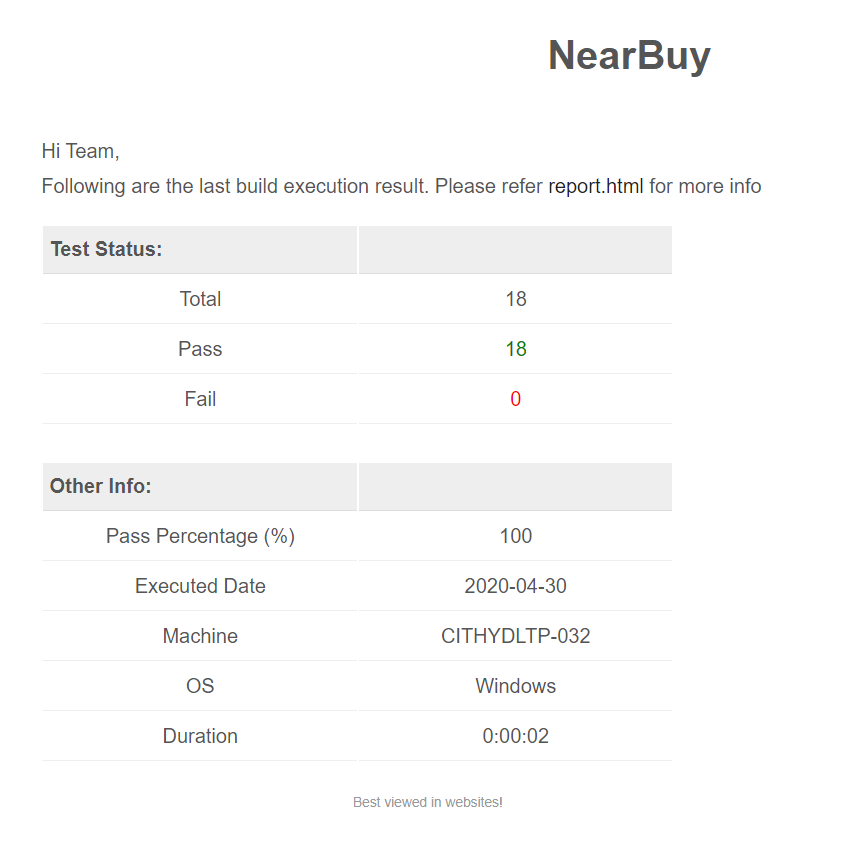 NearBuy
Hi Team,
Following are the last build execution result. Please refer report.html for more info
Test Status:
Total 18
Pass 18
Fail 0
Other Info:
Pass Percentage (%) 100
Executed Date 2020-04-30
Machine CITHYDLTP-032
OS Windows
Duration 0:00:02
Best viewed in websites!